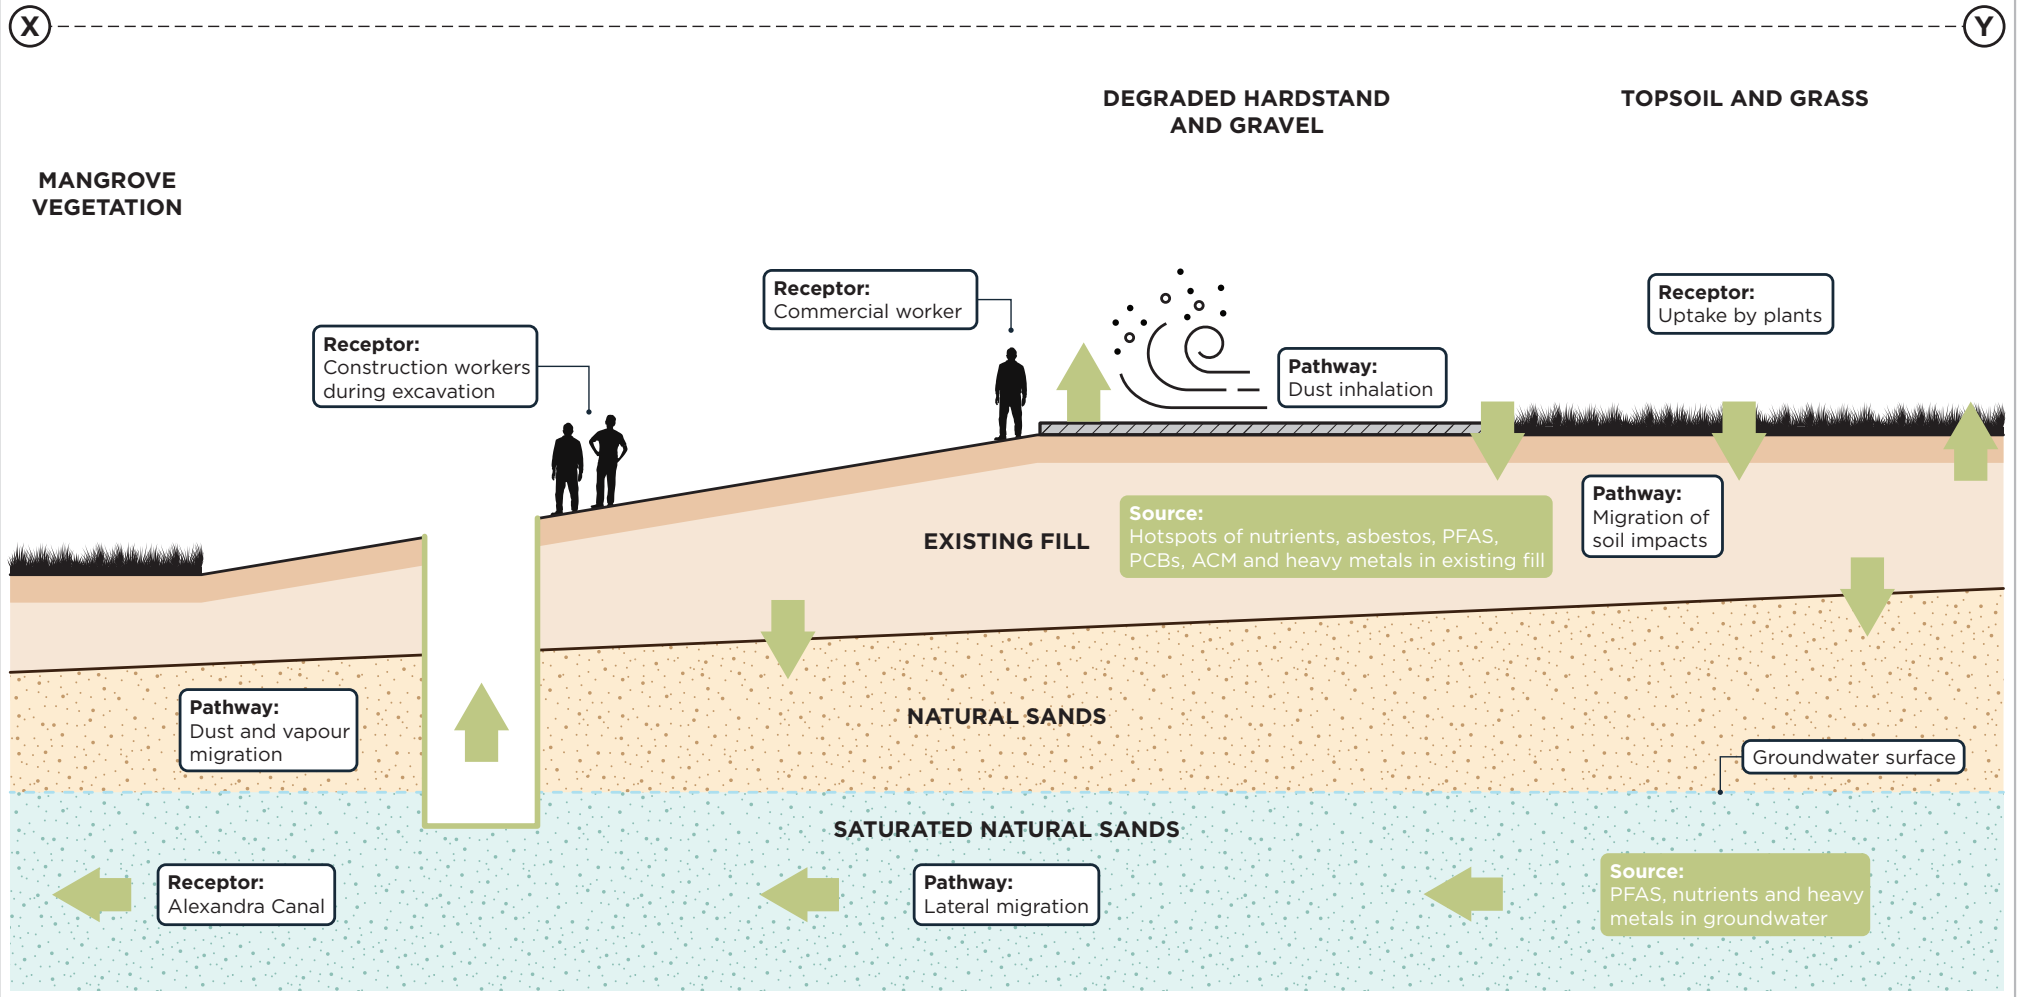 X
Y
DEGRADED HARDSTAND
AND GRAVEL
TOPSOIL AND GRASS
MANGROVE
VEGETATION
Receptor:
Commercial worker
Receptor:
Uptake by plants
Receptor:
Construction workers
during excavation
Pathway:
Dust inhalation
Pathway:
Migration of
soil impacts
Source:
Hotspots of nutrients, asbestos, PFAS,
PCBs, ACM and heavy metals in existing fill
EXISTING FILL
Pathway:
Dust and vapour
migration
NATURAL SANDS
Groundwater surface
SATURATED NATURAL SANDS
Receptor:
Alexandra Canal
Pathway:
Lateral migration
Source:
PFAS, nutrients and heavy
metals in groundwater